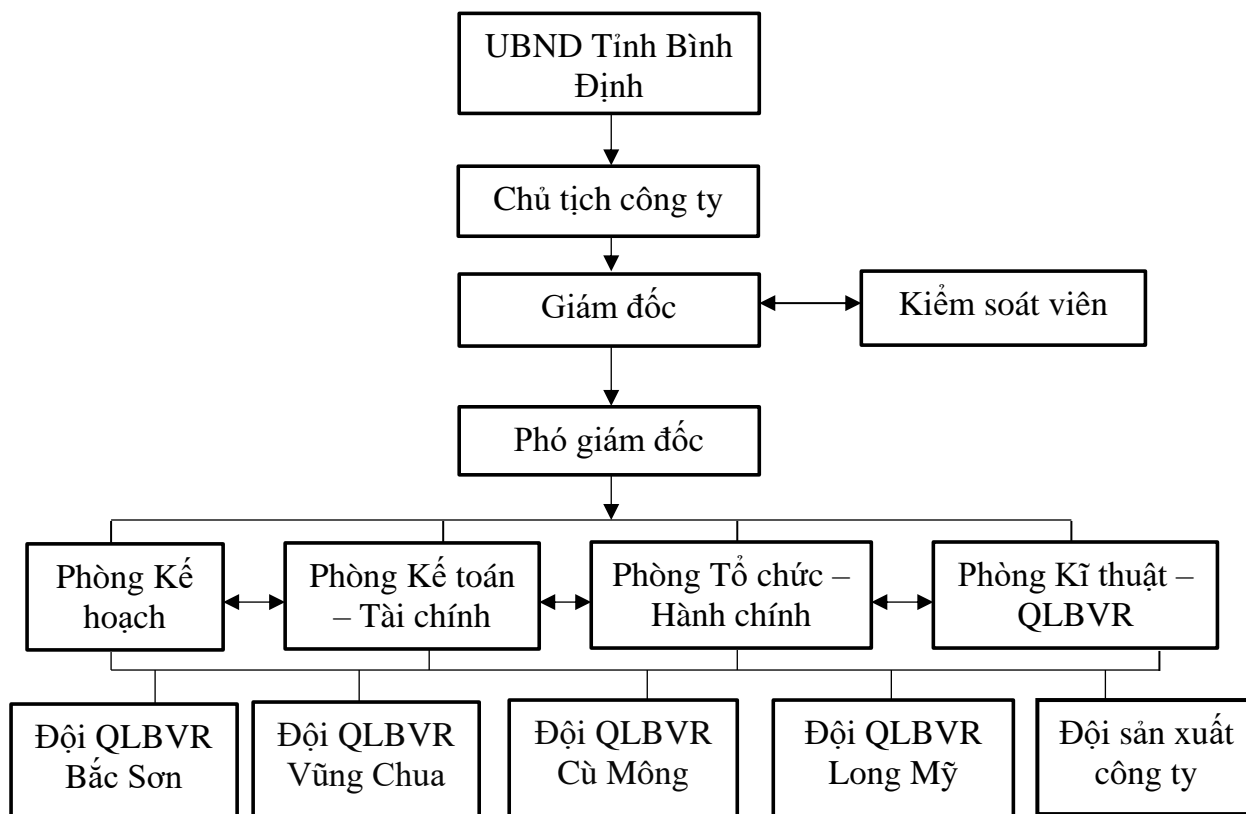 UBND Tỉnh Bình
Định
Chủ tịch công ty
Giám đốc
Kiểm soát viên
Phó giám đốc
Phòng Kế
hoạch
Phòng Kế toán
– Tài chính
Phòng Tổ chức –
Hành chính
Phòng Kĩ thuật –
QLBVR
Đội QLBVR
Bắc Sơn
Đội QLBVR
Vũng Chua
Đội QLBVR
Cù Mông
Đội QLBVR
Long Mỹ
Đội sản xuất
công ty